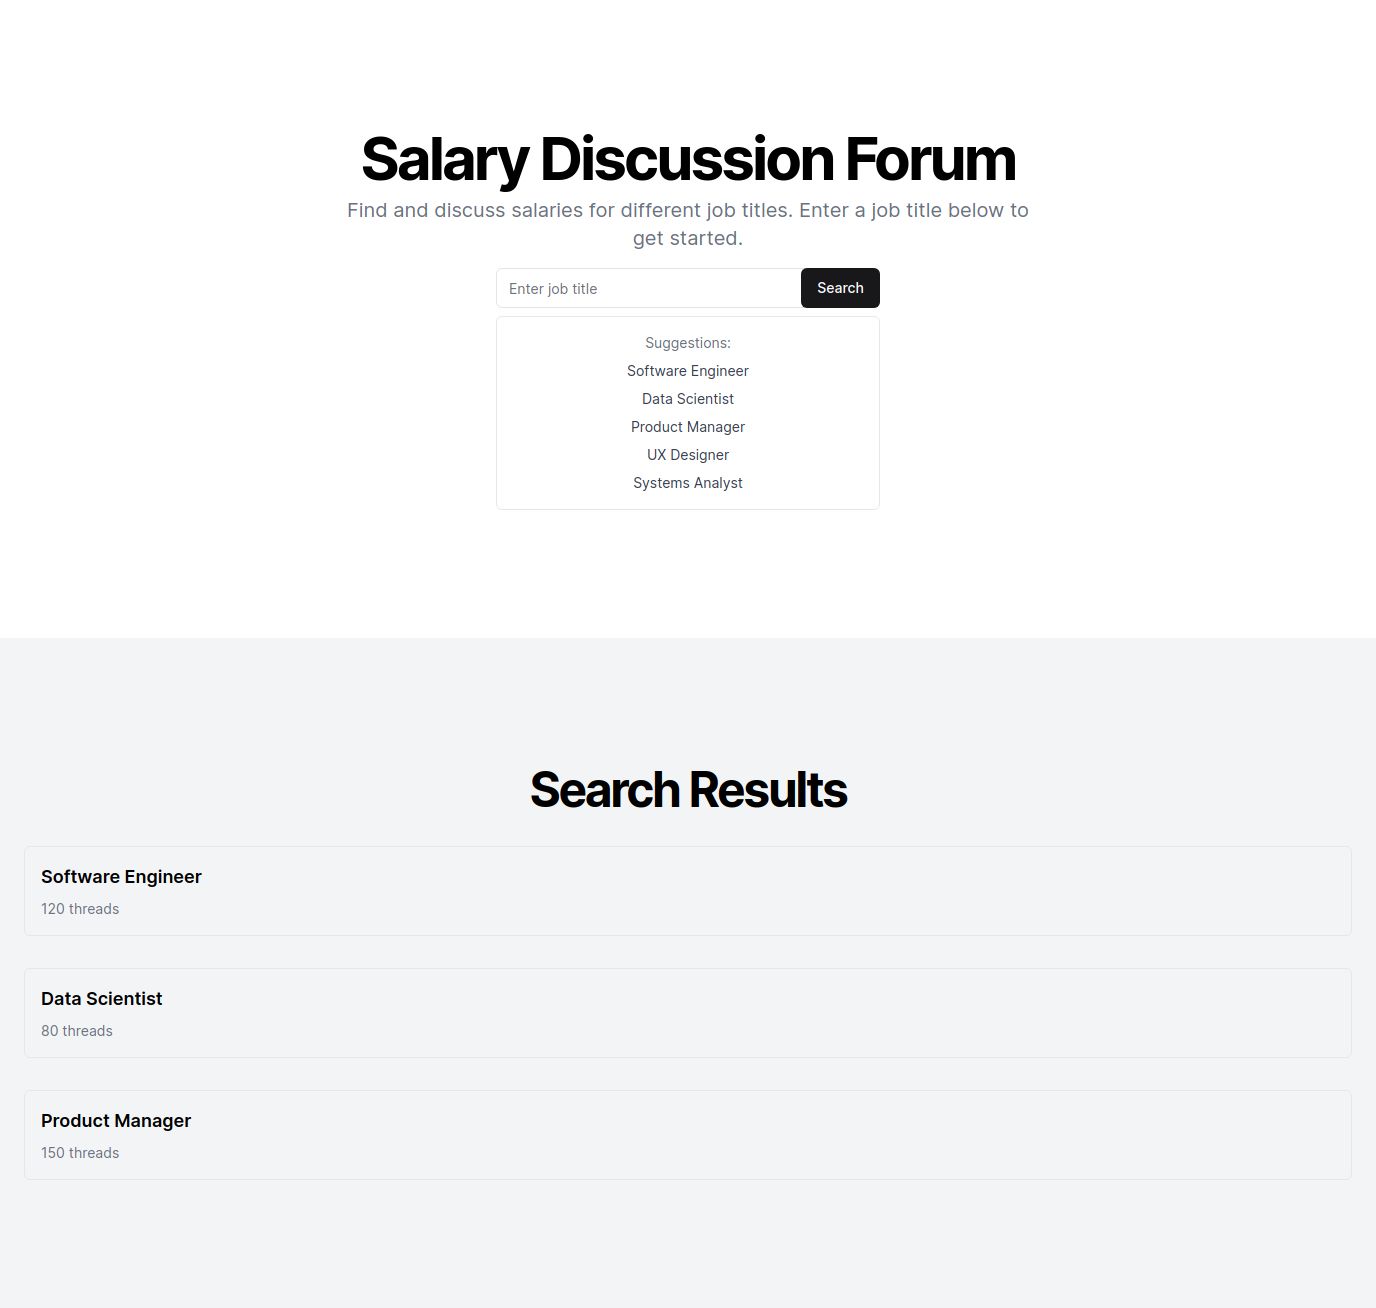 Salary Discussion Forum
Find and discuss salaries for different job titles. Enter a job title below to
get started.
Enter job title
Search
Suggestions:
Software Engineer
Data Scientist
Product Manager
UX Designer
Systems Analyst
Search Results
Software Engineer
120 threads
Data Scientist
80 threads
Product Manager
150 threads